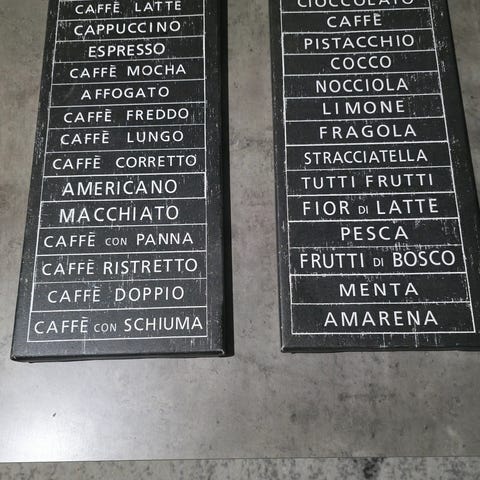 CAFFÈ LATTE
CAPPUCCINO
ESPRESSO
CAFFÈ MOCHA
AFFOGATO
CAFFÈ FREDDO
CAFFÈ LUNGO
CAFFÈ CORRETTO
AMERICANO
MACCHIATO
CAFFÈ CON PANNA
CAFFÈ RISTRETTO
CAFFÈ DOPPIO
CAFFÈ CON SCHIUMA
CIOCCOLATO
CAFFÈ
PISTACCHIO
COCCO
NOCCIOLA
LIMONE
FRAGOLA
STRACCIATELLA
TUTTI FRUTTI
FIOR DI LATTE
PESCA
FRUTTI DI BOSCO
MENTA
AMARENA